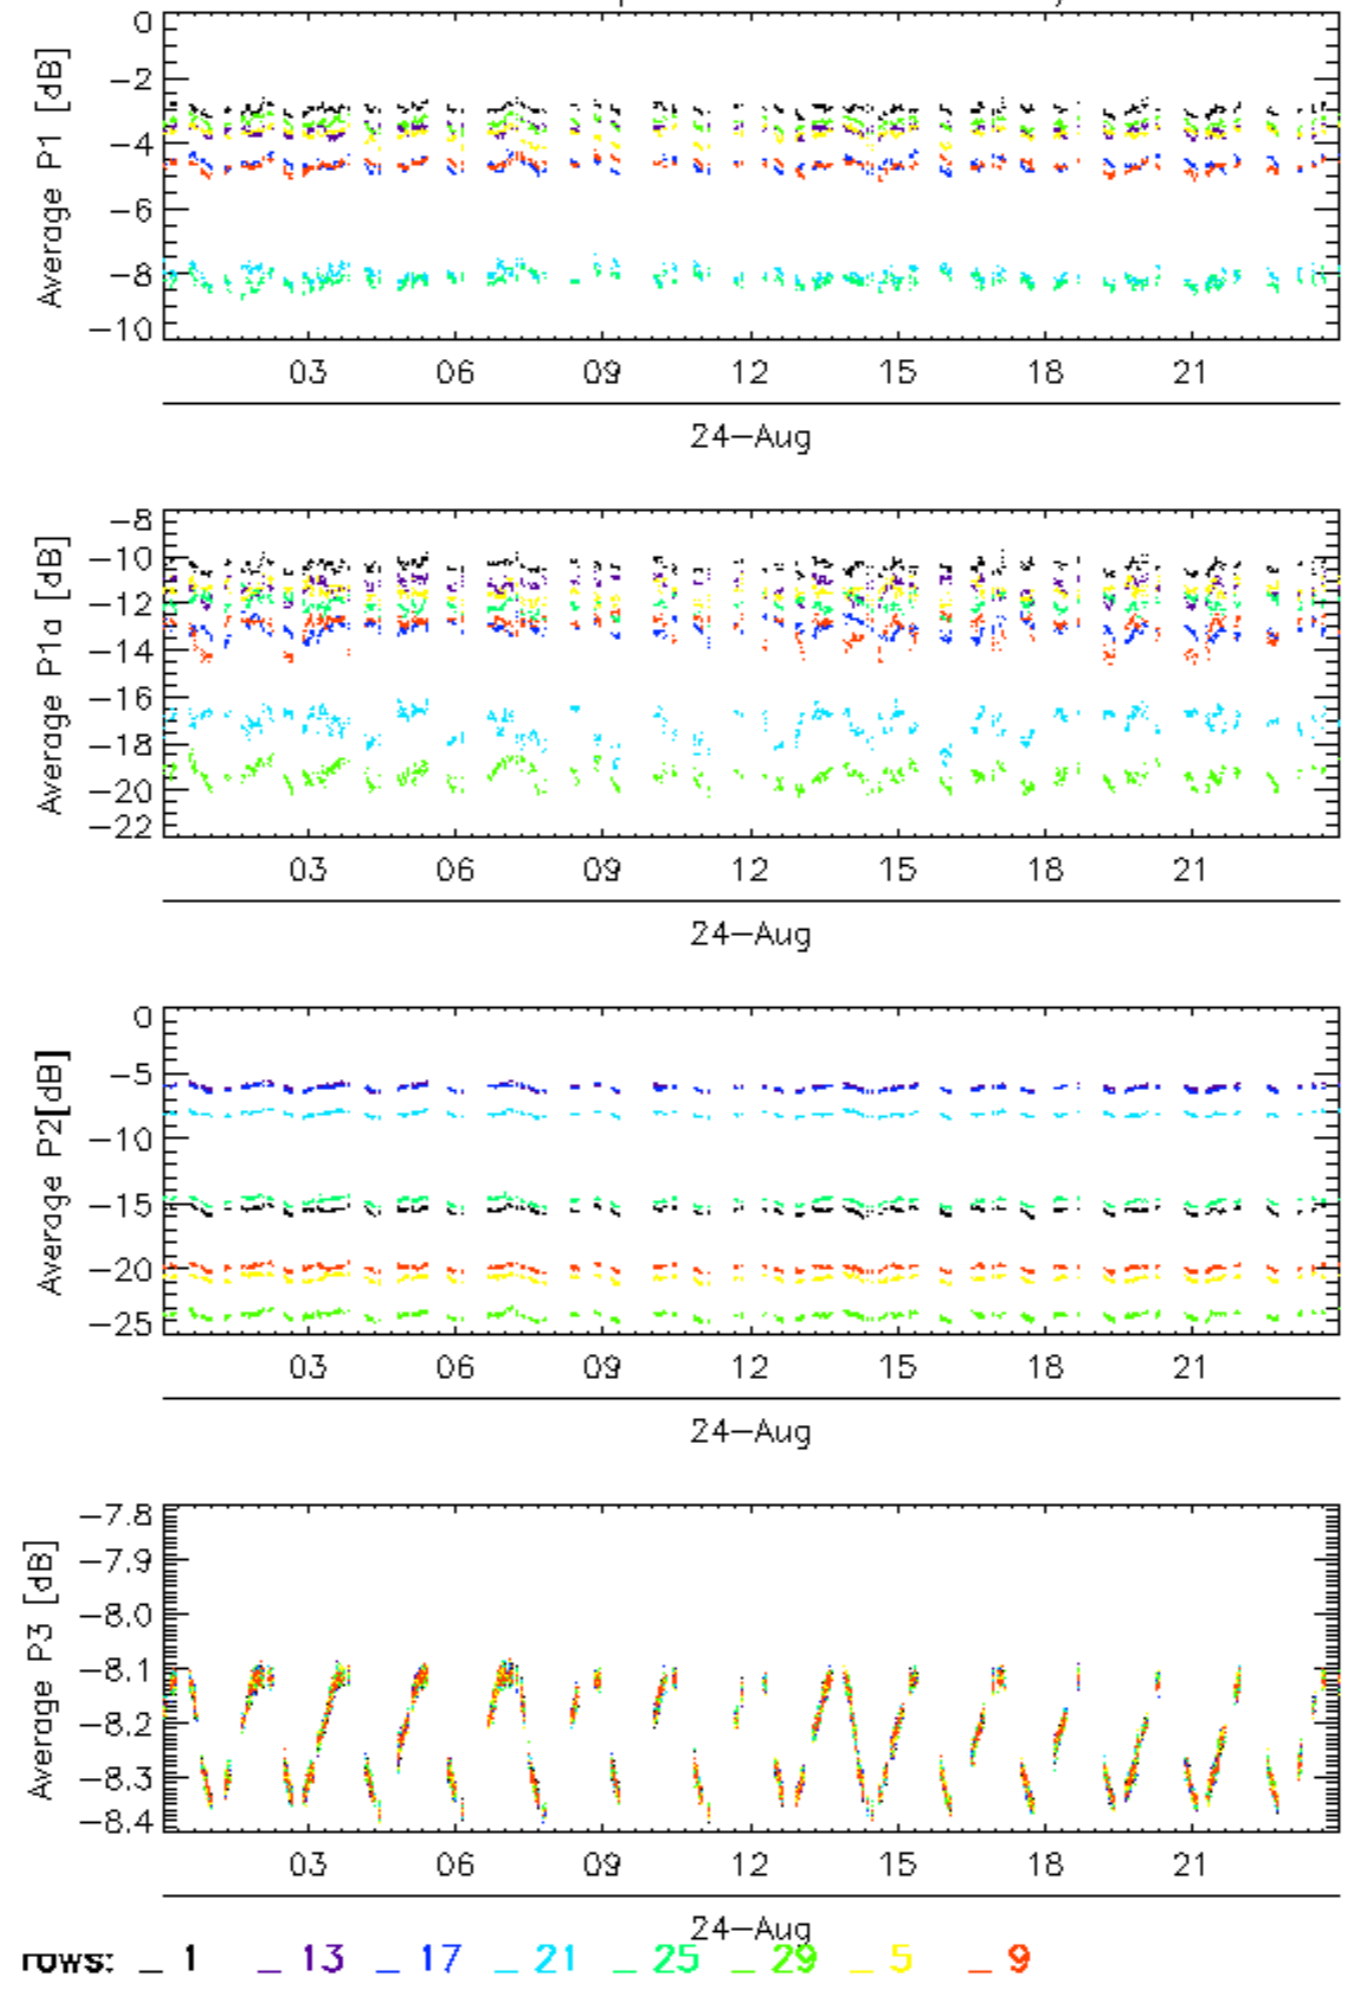 0
−2
−4
−6
−8
−10
Average P1 [dB]
03 06 09 12 15 18 21
24−Aug
−8
−10
−12
−14
−16
−18
−20
−22
Average P1a [dB]
03 06 09 12 15 18 21
24−Aug
0
−5
−10
−15
−20
−25
Average P2[dB]
03 06 09 12 15 18 21
24−Aug
−7.8
−7.9
−8.0
−8.1
−8.2
−8.3
−8.4
Average P3 [dB]
03 06 09 12 15 18 21
24−Aug
rows: _ 1 _ 13 _ 17 _ 21 _ 25 _ 29 _ 5 _ 9